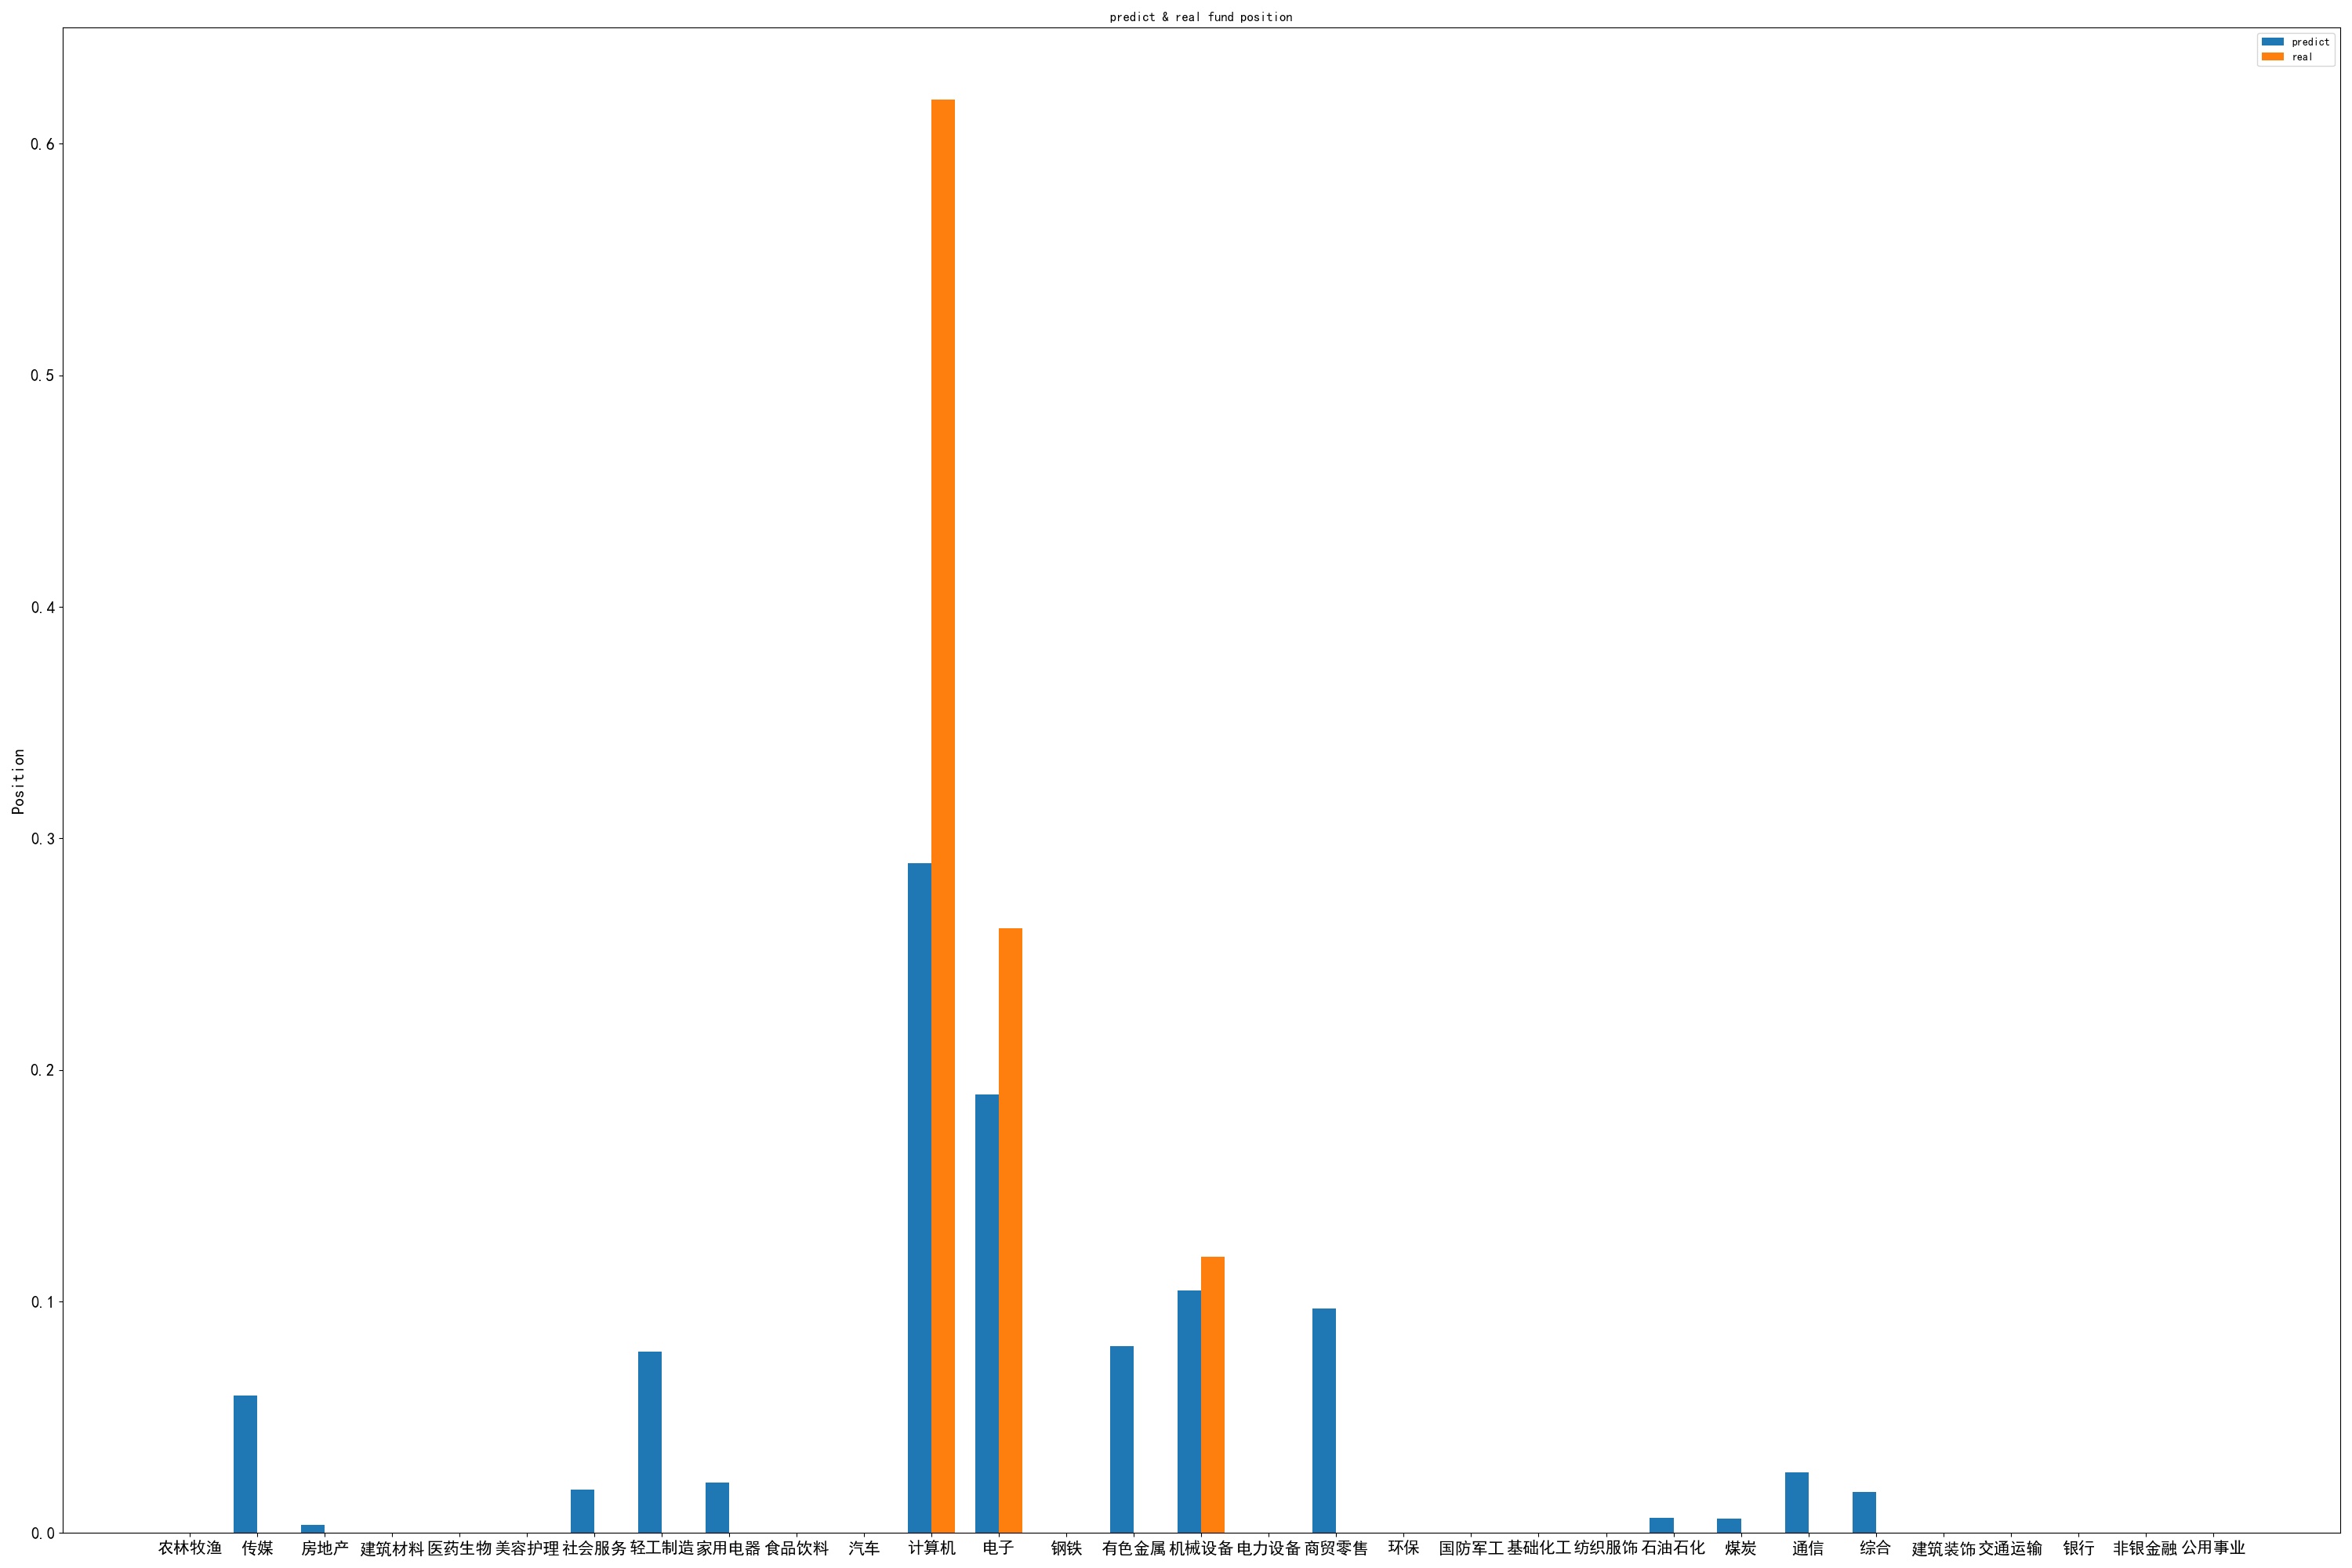 predict & real fund position
predict
real
0.6
0.5
0.4
0.3
0.2
0.1
0.0
Position
农林牧渔 传媒 房地产 建筑材料 医药生物 美容护理 社会服务 轻工制造 家用电器 食品饮料 汽车 计算机 电子 钢铁 有色金属 机械设备 电力设备 商贸零售 环保 国防军工 基础化工 纺织服饰 石油石化 煤炭 通信 综合 建筑装饰 交通运输 银行 非银金融 公用事业